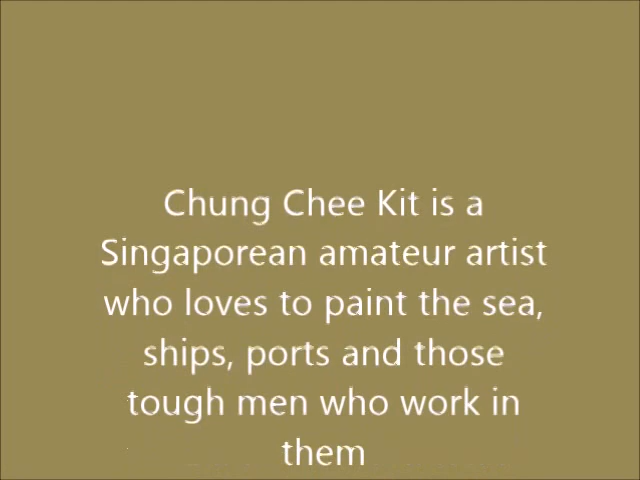 Chung Chee Kit is a
Singaporean amateur artist
who loves to paint the sea,
ships, ports and those
tough men who work in
them